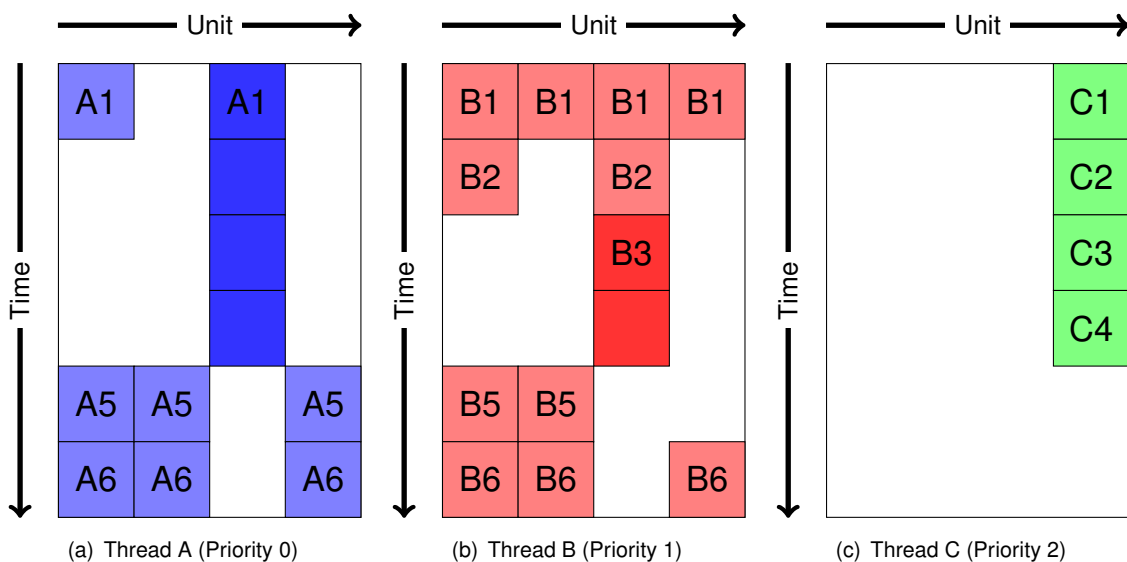 Unit
Time
A1 A1
A5 A5 A5
A6 A6 A6
(a) Thread A (Priority 0)
Unit
Time
B1 B1 B1 B1
B2 B2
B3
B5 B5
B6 B6 B6
(b) Thread B (Priority 1)
Unit
Time
C1
C2
C3
C4
(c) Thread C (Priority 2)